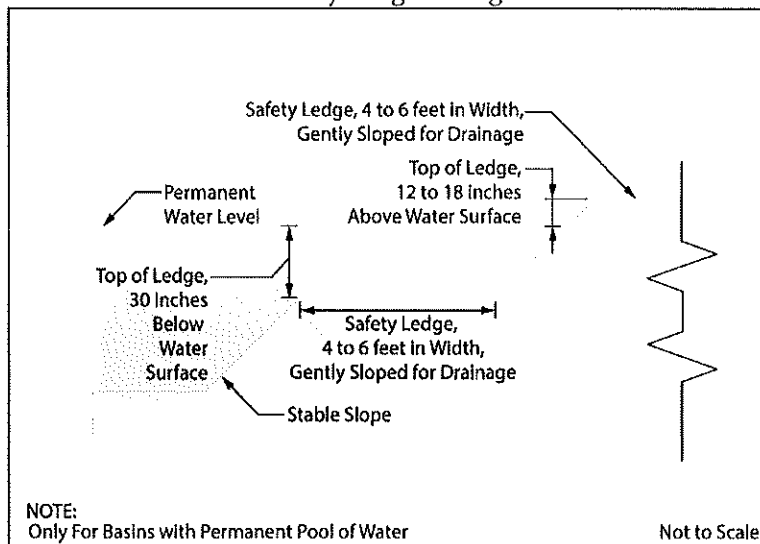 Safety Ledge, 4 to 6 feet in Width,
Gently Sloped for Drainage
Top of Ledge,
12 to 18 inches
Above Water Surface
Permanent
Water Level
Top of Ledge,
30 Inches
Below
Water
Surface
Safety Ledge,
4 to 6 feet in Width,
Gently Sloped for Drainage
Stable Slope
NOTE:
Only For Basins with Permanent Pool of Water
Not to Scale